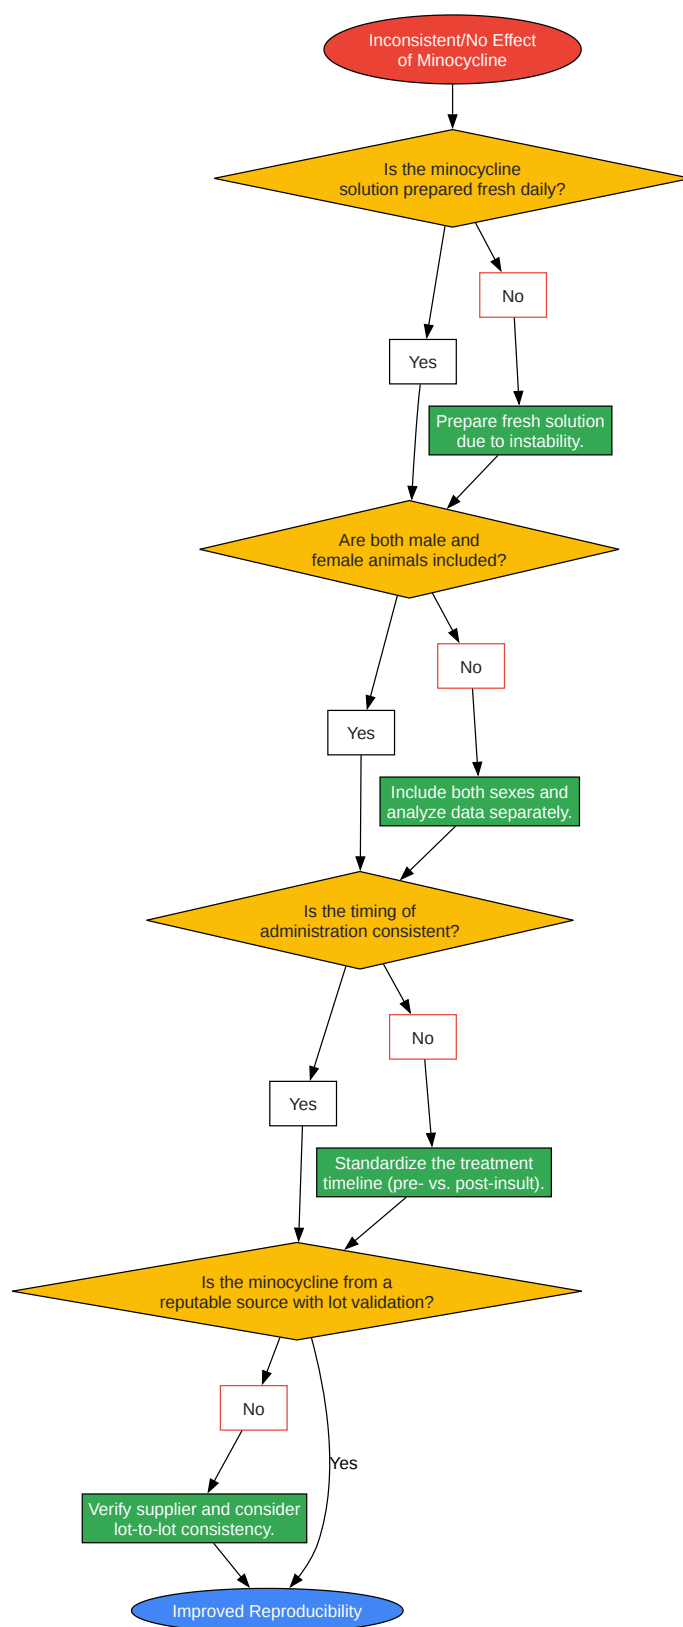 Inconsistent/No Effect
of Minocycline
Is the minocycline
solution prepared fresh daily?
No
Yes
Prepare fresh solution
due to instability.
Are both male and
female animals included?
No
Yes
Include both sexes and
analyze data separately.
Is the timing of
administration consistent?
No
Yes
Standardize the treatment
timeline (pre- vs. post-insult).
Is the minocycline from a
reputable source with lot validation?
No
Yes
Verify supplier and consider
lot-to-lot consistency.
Improved Reproducibility